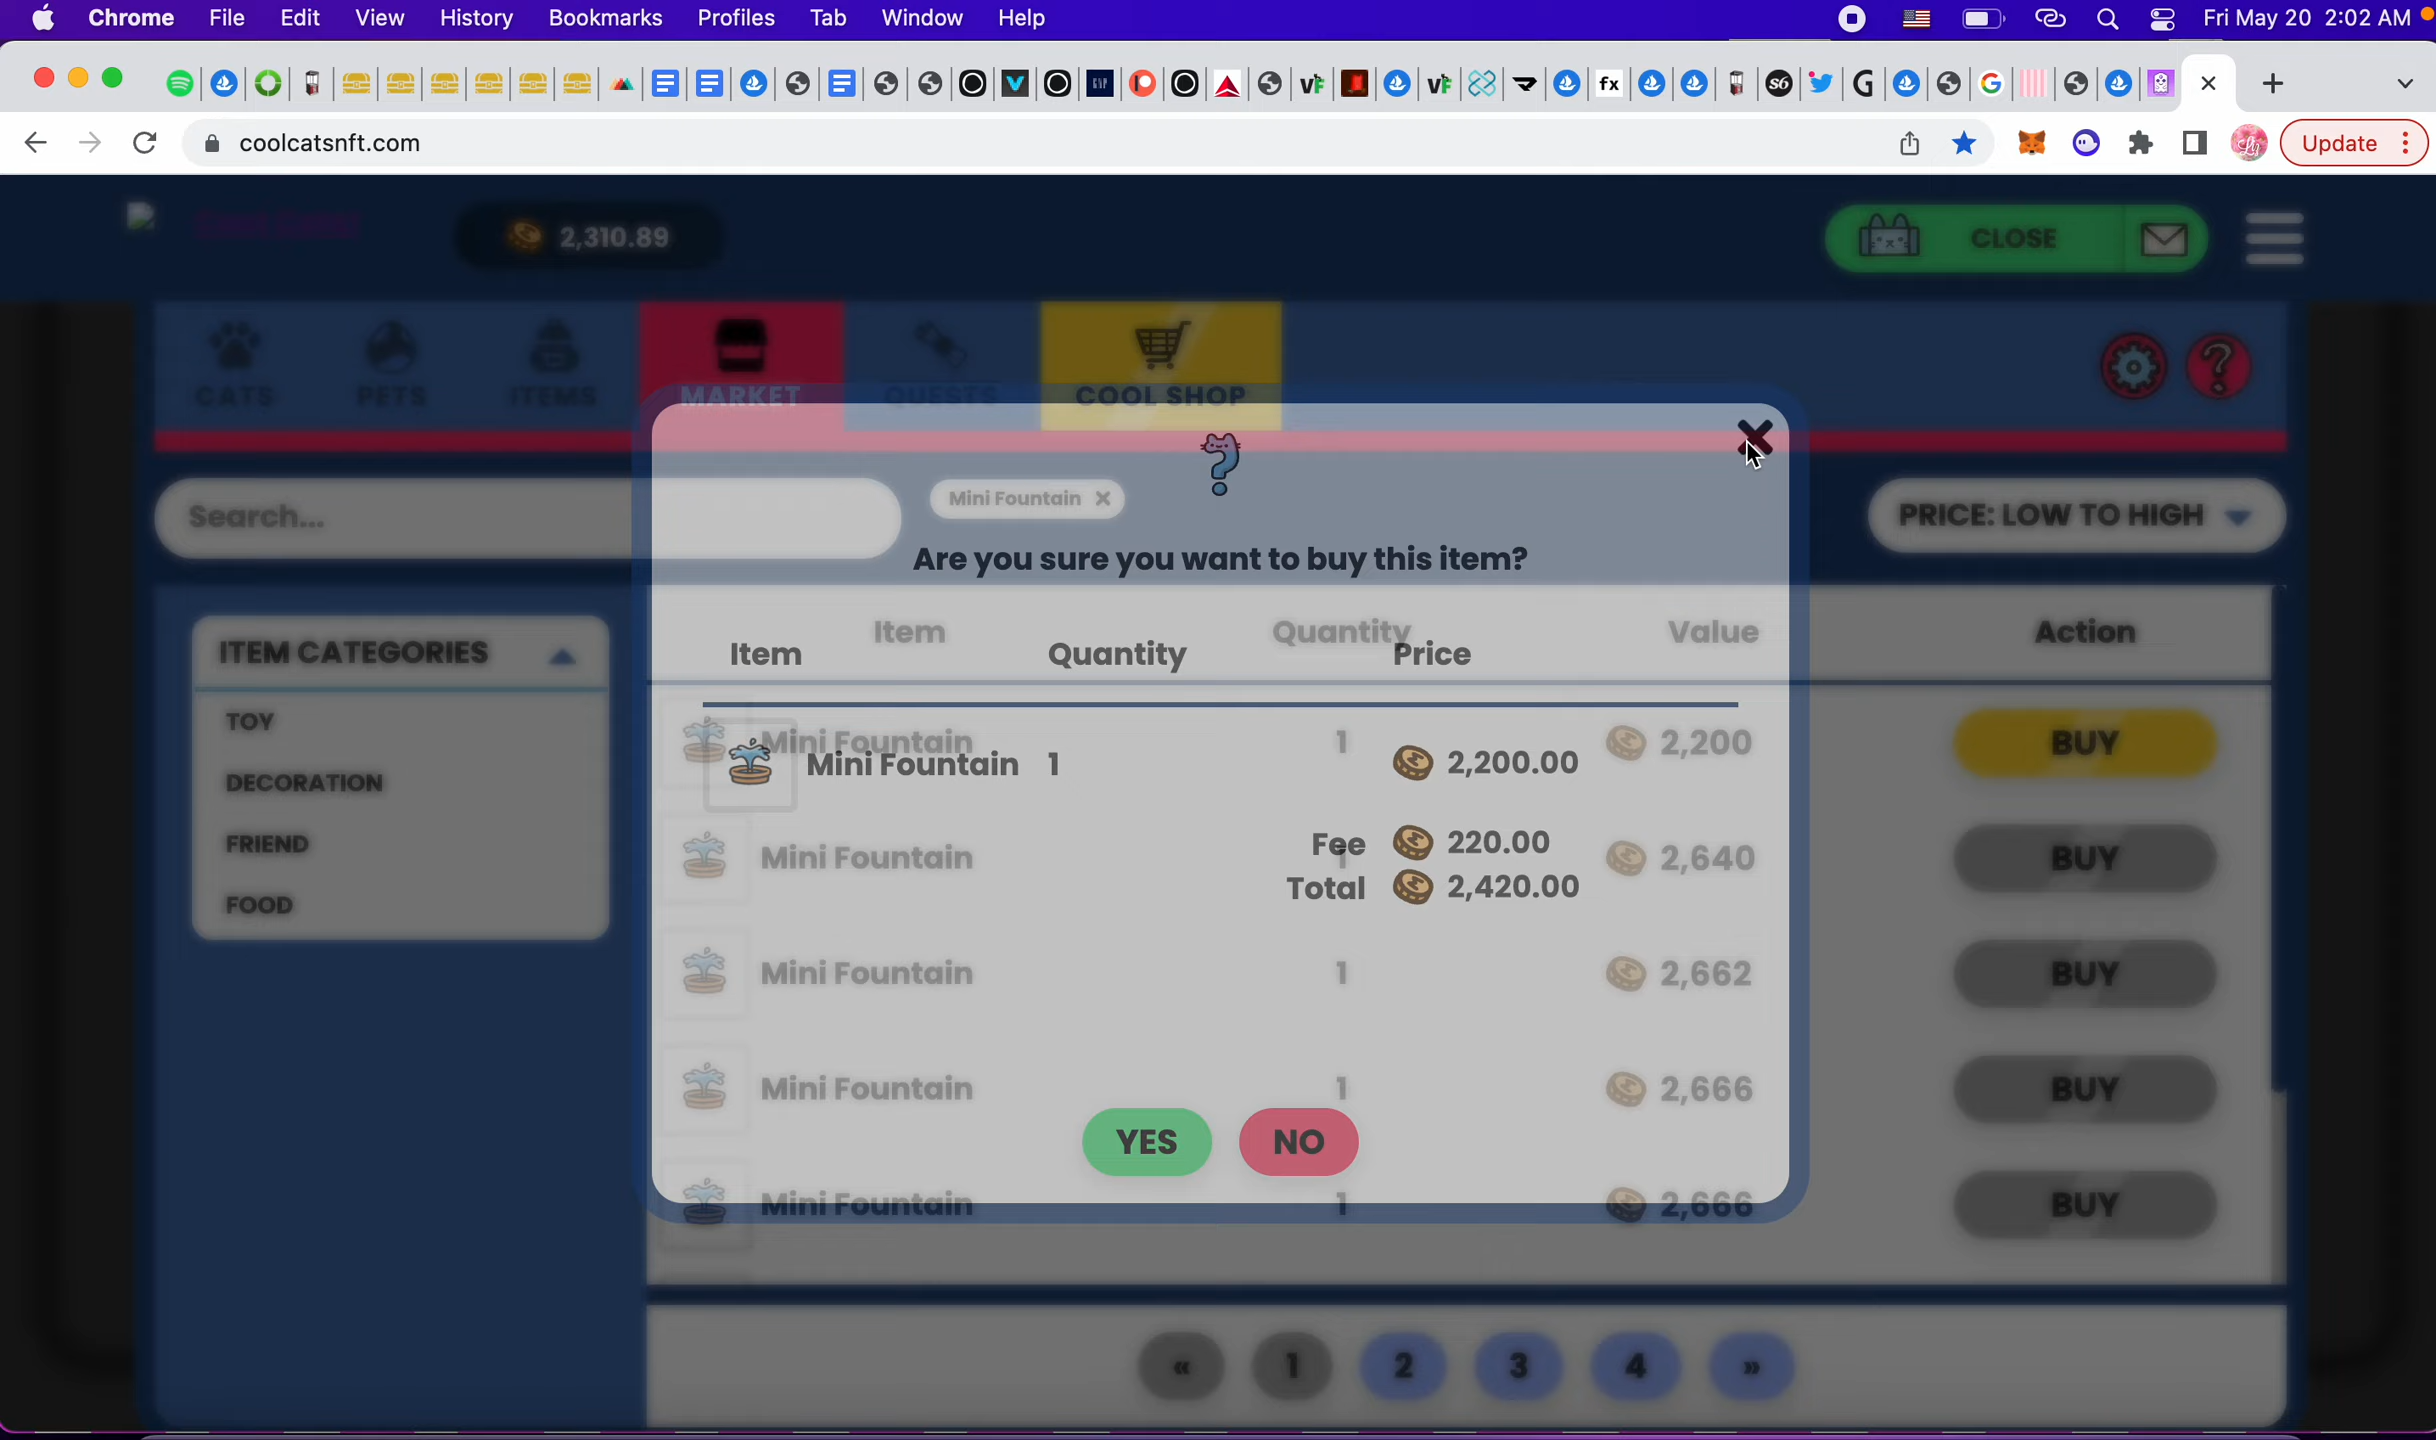 Chrome File Edit View History Bookmarks Profiles Tab Window Help Fri May 20 2:02 AM
coolcatsnft.com Update
2,310.89 CLOSE
CATS PETS ITEMS MARKET QUESTS COOL SHOP
Search... Mini Fountain PRICE: LOW TO HIGH
Are you sure you want to buy this item?
Item Quantity Value Action
Item Quantity Price
ITEM CATEGORIES
TOY
DECORATION
FRIEND
FOOD
Mini Fountain 1 2,200 BUY
Mini Fountain 1 2,200.00
Fee 220.00
Total 2,420.00
Mini Fountain 1 2,640 BUY
Mini Fountain 1 2,662 BUY
Mini Fountain 1 2,666 BUY
YES NO
Mini Fountain 1 2,666 BUY
« 1 2 3 4 »